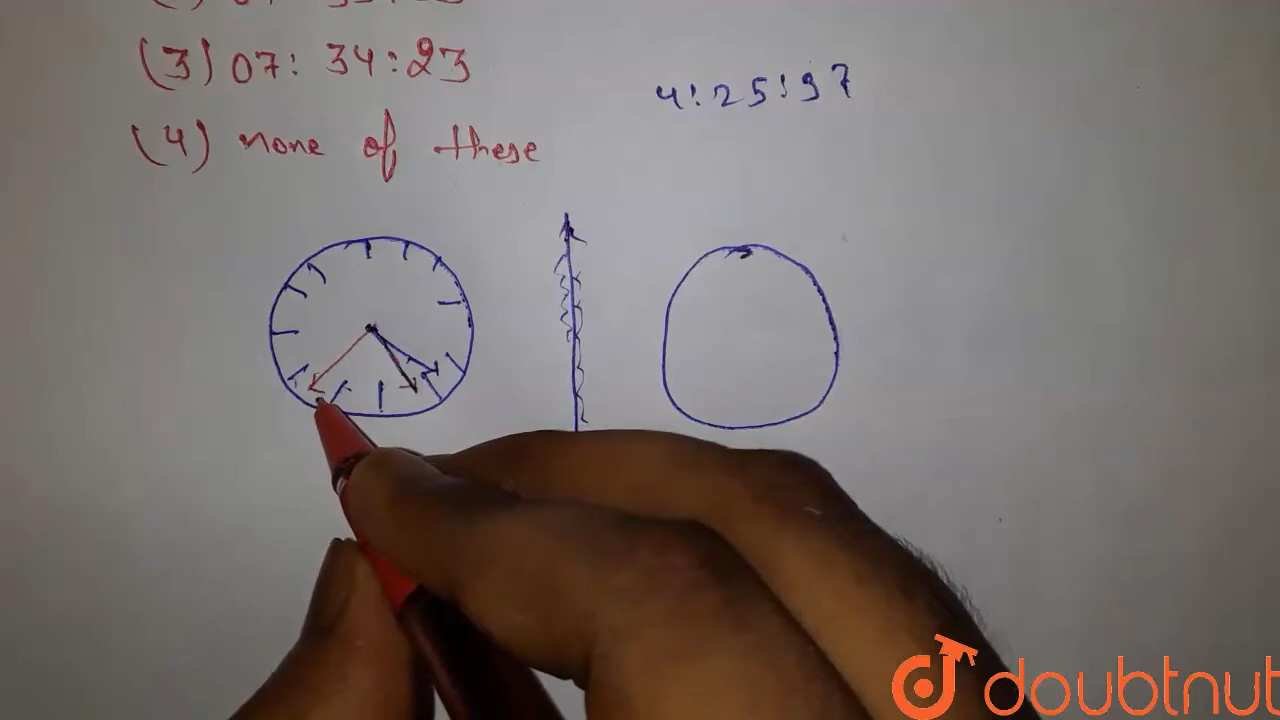 (3) 07: 34:23
4:25:37
(4) none of these
doubtnut